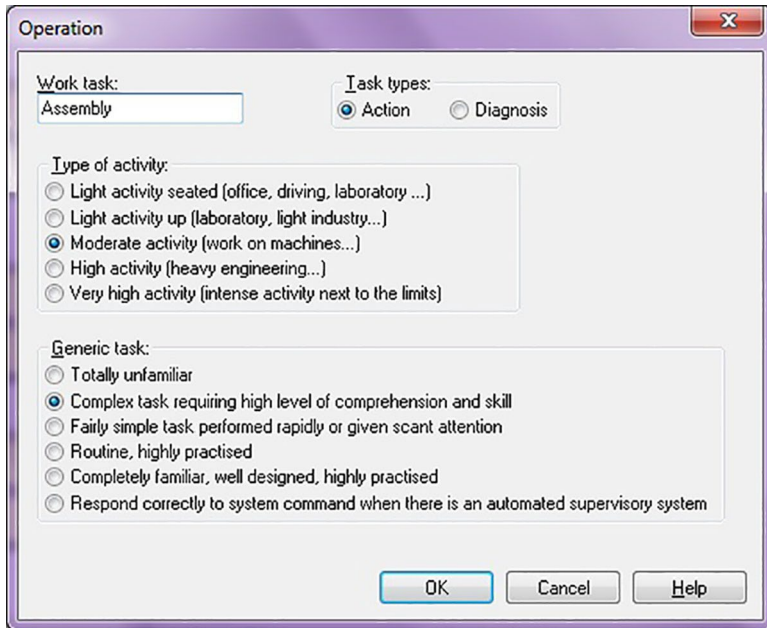 Operation
Work task:
Assembly
Task types:
Action
Diagnosis
Type of activity:
Light activity seated (office, driving, laboratory ...)
Light activity up (laboratory, light industry...)
Moderate activity (work on machines...)
High activity (heavy engineering...)
Very high activity (intense activity next to the limits)
Generic task:
Totally unfamiliar
Complex task requiring high level of comprehension and skill
Fairly simple task performed rapidly or given scant attention
Routine, highly practised
Completely familiar, well designed, highly practised
Respond correctly to system command when there is an automated supervisory system
OK
Cancel
Help